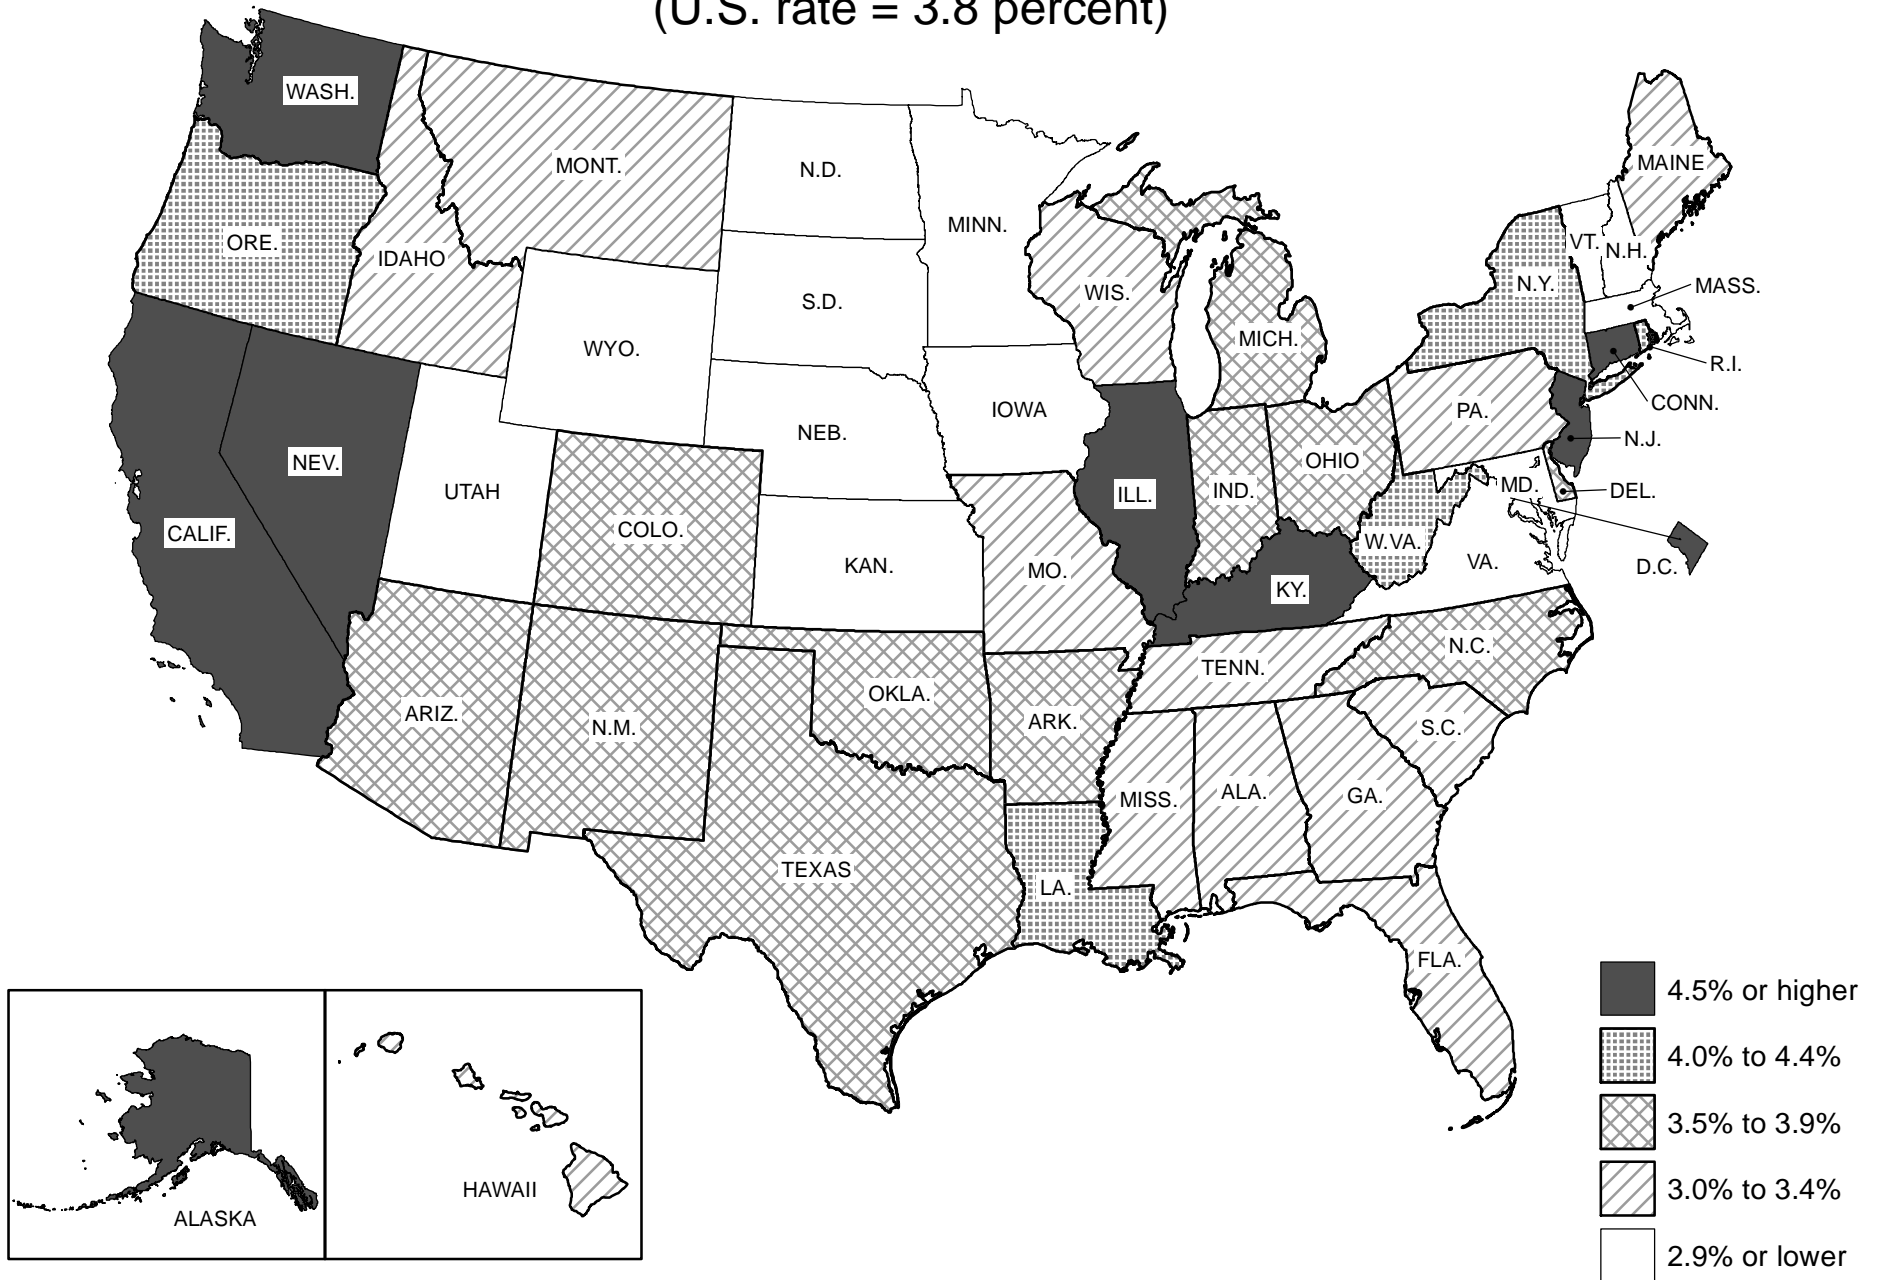 (U.S. rate = 3.8 percent)
WASH.
MONT.
N.D.
MINN.
MAINE
ORE.
IDAHO
VT.
N.H.
WIS.
N.Y.
MASS.
S.D.
WYO.
MICH.
R.I.
CONN.
IOWA
PA.
NEB.
N.J.
NEV.
OHIO
UTAH
ILL.
IND.
MD.
DEL.
CALIF.
COLO.
W.VA.
KAN.
MO.
VA.
D.C.
KY.
N.C.
TENN.
OKLA.
ARIZ.
N.M.
ARK.
S.C.
MISS.
ALA.
GA.
TEXAS
LA.
FLA.
HAWAII
ALASKA
4.5% or higher
4.0% to 4.4%
3.5% to 3.9%
3.0% to 3.4%
2.9% or lower